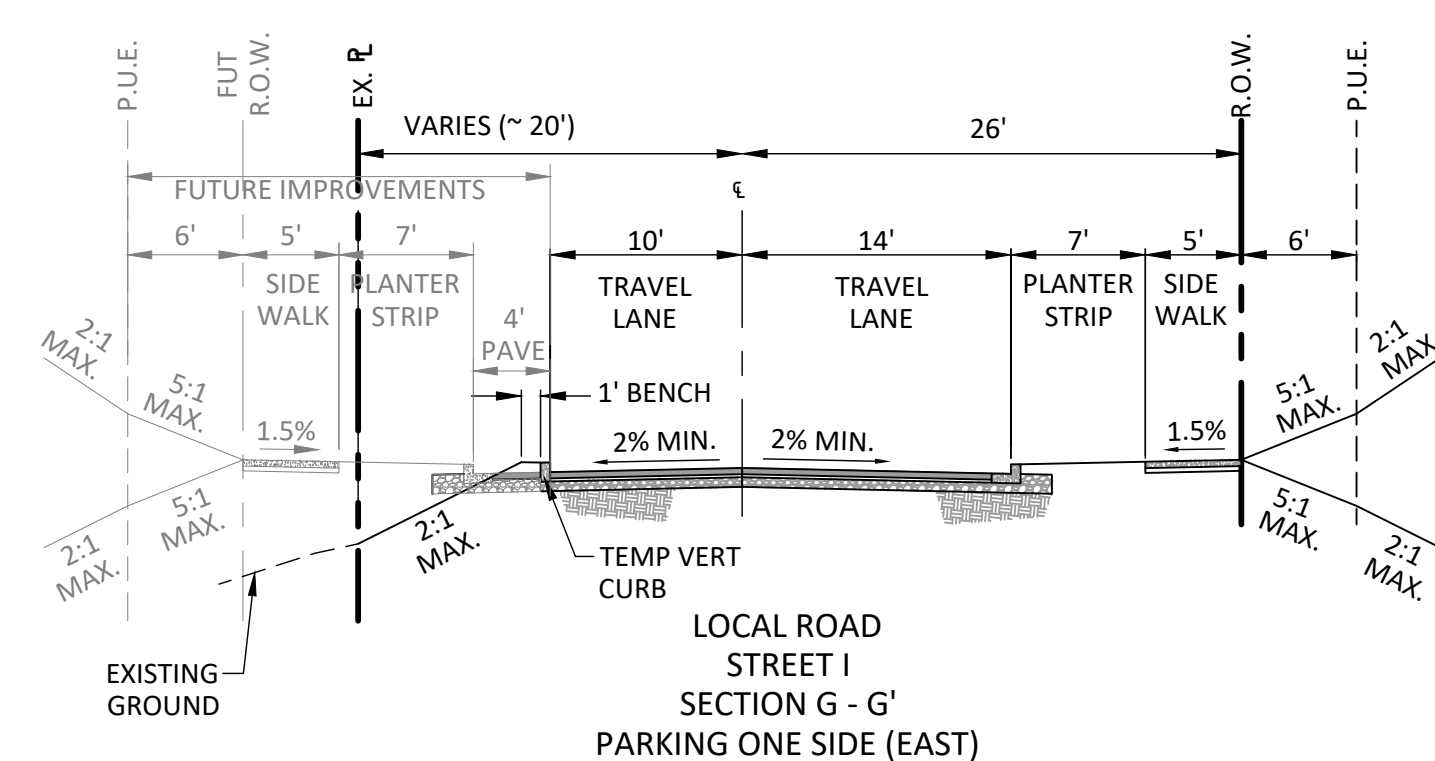 P.U.E.
FUT
R.O.W.
EX. PL
R.O.W.
P.U.E.
VARIES (~ 20')
26'
FUTURE IMPROVEMENTS
CL
6'
5'
7'
10'
14'
7'
5'
6'
SIDE
WALK
PLANTER
STRIP
4'
PAVE
TRAVEL
LANE
TRAVEL
LANE
PLANTER
STRIP
SIDE
WALK
1' BENCH
2:1
MAX.
5:1
MAX.
1.5%
2% MIN.
2% MIN.
1.5%
5:1
MAX.
2:1
MAX.
5:1
MAX.
2:1
MAX.
2:1
MAX.
5:1
MAX.
2:1
MAX.
TEMP VERT
CURB
EXISTING
GROUND
LOCAL ROAD
STREET I
SECTION G - G'
PARKING ONE SIDE (EAST)